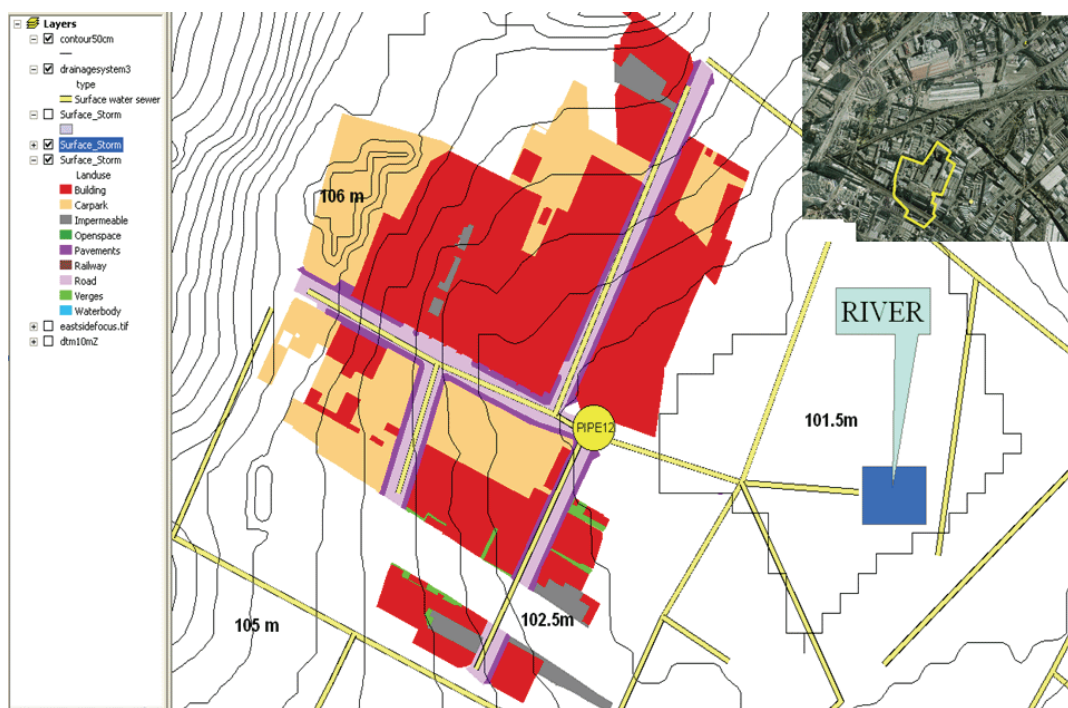 Layers
contour50cm
drainagesystem3
type
Surface water sewer
Surface_Storm
Surface_Storm
Surface_Storm
Landuse
Building
Carpark
Impermeable
Openspace
Pavements
Railway
Road
Verges
Waterbody
eastsidefocus.tif
dtm10mZ
106 m
RIVER
PIPE12
101.5m
102.5m
105 m